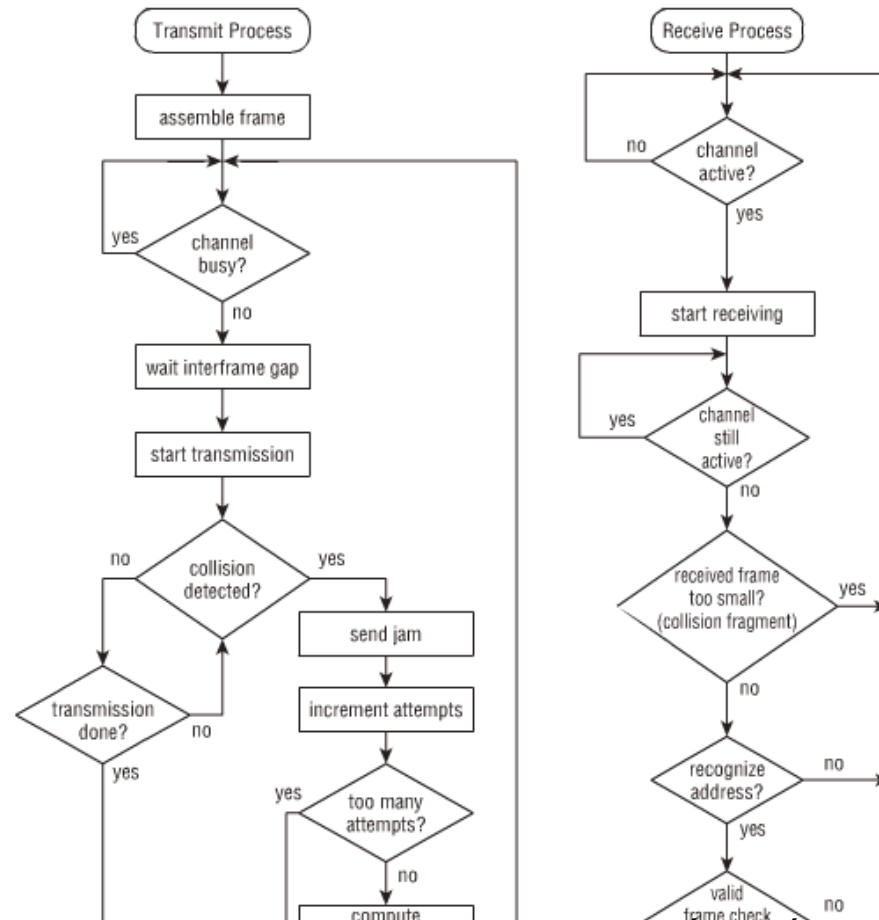 Transmit Process
assemble frame
yes
channel
busy?
no
wait interframe gap
start transmission
no
collision
detected?
yes
send jam
transmission
done?
no
yes
increment attempts
yes
too many
attempts?
no
compute
Receive Process
no
channel
active?
yes
start receiving
yes
channel
still
active?
no
received frame
too small?
(collision fragment)
yes
no
recognize
address?
no
yes
valid
frame check
no